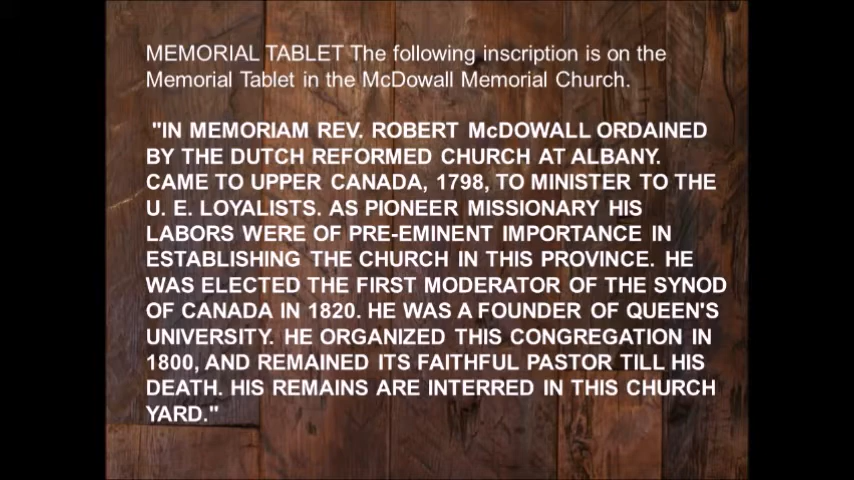 MEMORIAL TABLET The following inscription is on the
Memorial Tablet in the McDowall Memorial Church.
"IN MEMORIAM REV. ROBERT McDOWALL ORDAINED
BY THE DUTCH REFORMED CHURCH AT ALBANY.
CAME TO UPPER CANADA, 1798, TO MINISTER TO THE
U. E. LOYALISTS. AS PIONEER MISSIONARY HIS
LABORS WERE OF PRE-EMINENT IMPORTANCE IN
ESTABLISHING THE CHURCH IN THIS PROVINCE. HE
WAS ELECTED THE FIRST MODERATOR OF THE SYNOD
OF CANADA IN 1820. HE WAS A FOUNDER OF QUEEN'S
UNIVERSITY. HE ORGANIZED THIS CONGREGATION IN
1800, AND REMAINED ITS FAITHFUL PASTOR TILL HIS
DEATH. HIS REMAINS ARE INTERRED IN THIS CHURCH
YARD."